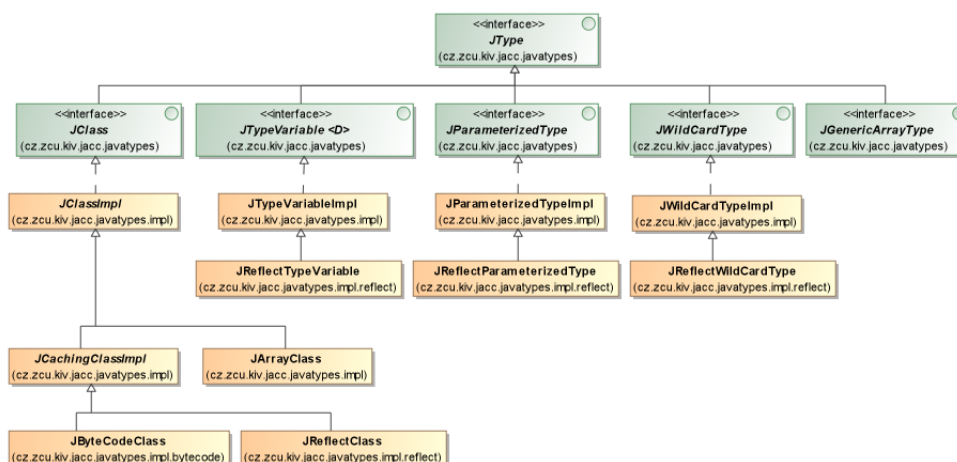 <<interface>>
JType
(cz.zcu.kiv.jacc.javatypes)
<<interface>>
JClass
(cz.zcu.kiv.jacc.javatypes)
<<interface>>
JTypeVariable <D>
(cz.zcu.kiv.jacc.javatypes)
<<interface>>
JParameterizedType
(cz.zcu.kiv.jacc.javatypes)
<<interface>>
JWildCardType
(cz.zcu.kiv.jacc.javatypes)
<<interface>>
JGenericArrayType
(cz.zcu.kiv.jacc.javatypes)
JClassImpl
(cz.zcu.kiv.jacc.javatypes.impl)
JTypeVariableImpl
(cz.zcu.kiv.jacc.javatypes.impl)
JParameterizedTypeImpl
(cz.zcu.kiv.jacc.javatypes.impl)
JWildCardTypeImpl
(cz.zcu.kiv.jacc.javatypes.impl)
JReflectTypeVariable
(cz.zcu.kiv.jacc.javatypes.impl.reflect)
JReflectParameterizedType
(cz.zcu.kiv.jacc.javatypes.impl.reflect)
JReflectWildCardType
(cz.zcu.kiv.jacc.javatypes.impl.reflect)
JCachingClassImpl
(cz.zcu.kiv.jacc.javatypes.impl)
JArrayClass
(cz.zcu.kiv.jacc.javatypes.impl)
JByteCodeClass
(cz.zcu.kiv.jacc.javatypes.impl.bytecode)
JReflectClass
(cz.zcu.kiv.jacc.javatypes.impl.reflect)